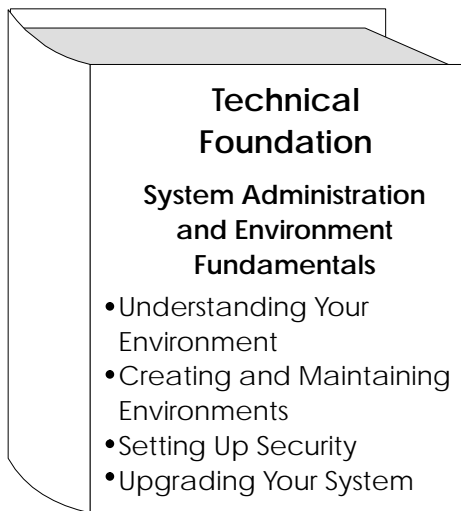 Technical
Foundation
System Administration
and Environment
Fundamentals
•Understanding Your
Environment
•Creating and Maintaining
Environments
•Setting Up Security
•Upgrading Your System